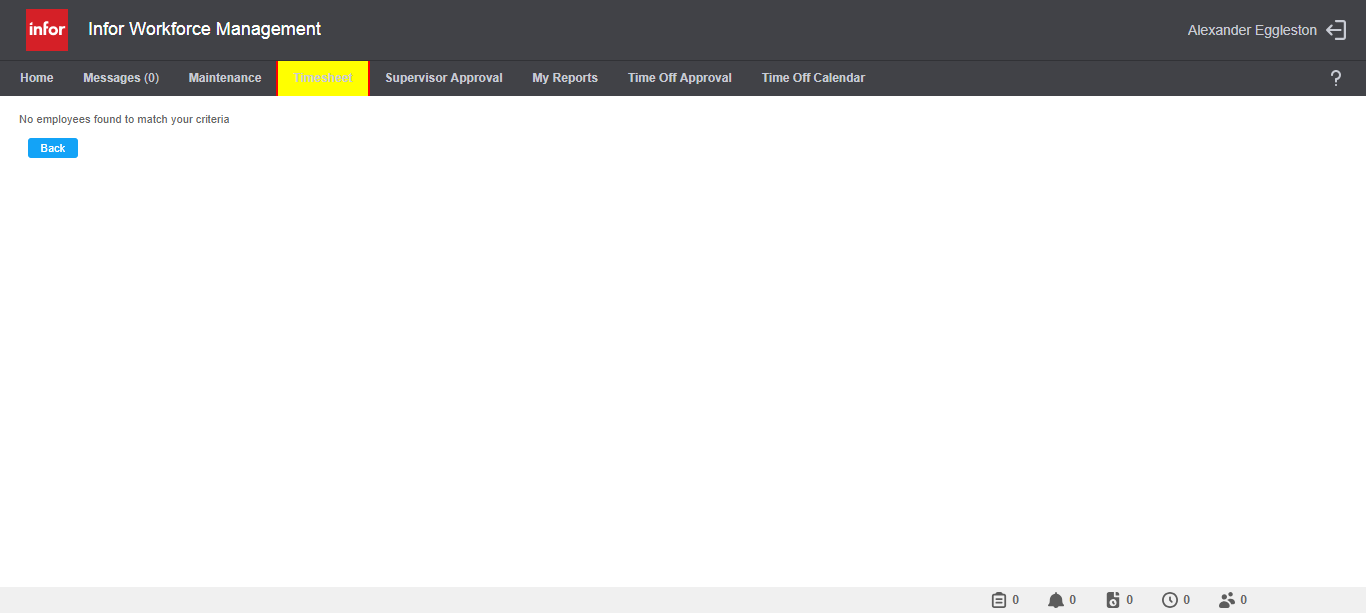 infor
Infor Workforce Management
Alexander Eggleston
Home Messages (0) Maintenance Timesheet Supervisor Approval My Reports Time Off Approval Time Off Calendar ?
No employees found to match your criteria
Back
0 0 0 0 0